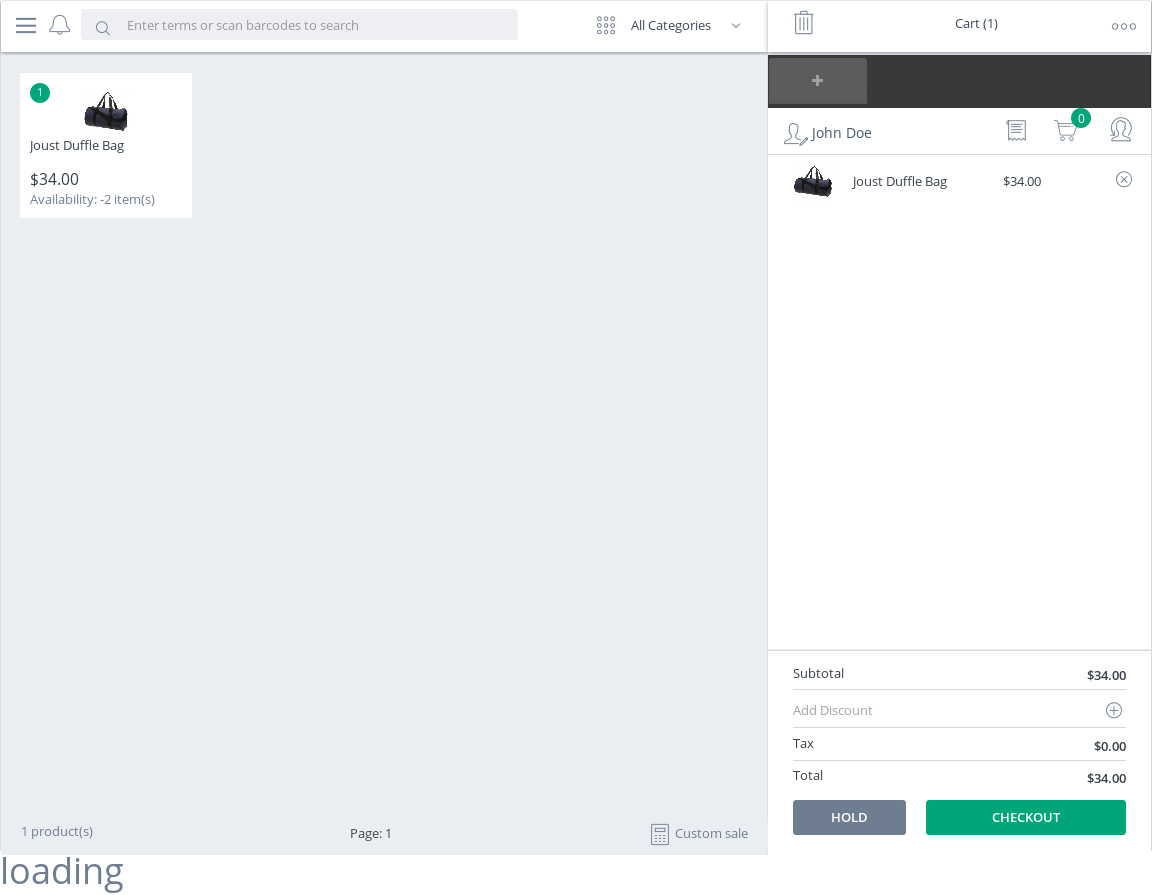 Enter terms or scan barcodes to search
All Categories
Cart (1)
+
1
Joust Duffle Bag
$34.00
Availability: -2 item(s)
John Doe
0
Joust Duffle Bag $34.00
Subtotal $34.00
Add Discount
Tax $0.00
Total $34.00
HOLD CHECKOUT
1 product(s)
Page: 1
Custom sale
loading